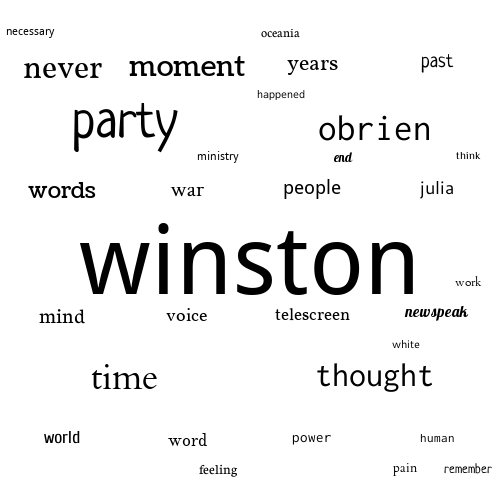 necessary oceania
never moment years past
happened
party obrien
ministry end think
words war people julia
winston
work
mind voice telescreen newspeak
white
time thought
world word power human
feeling pain remember